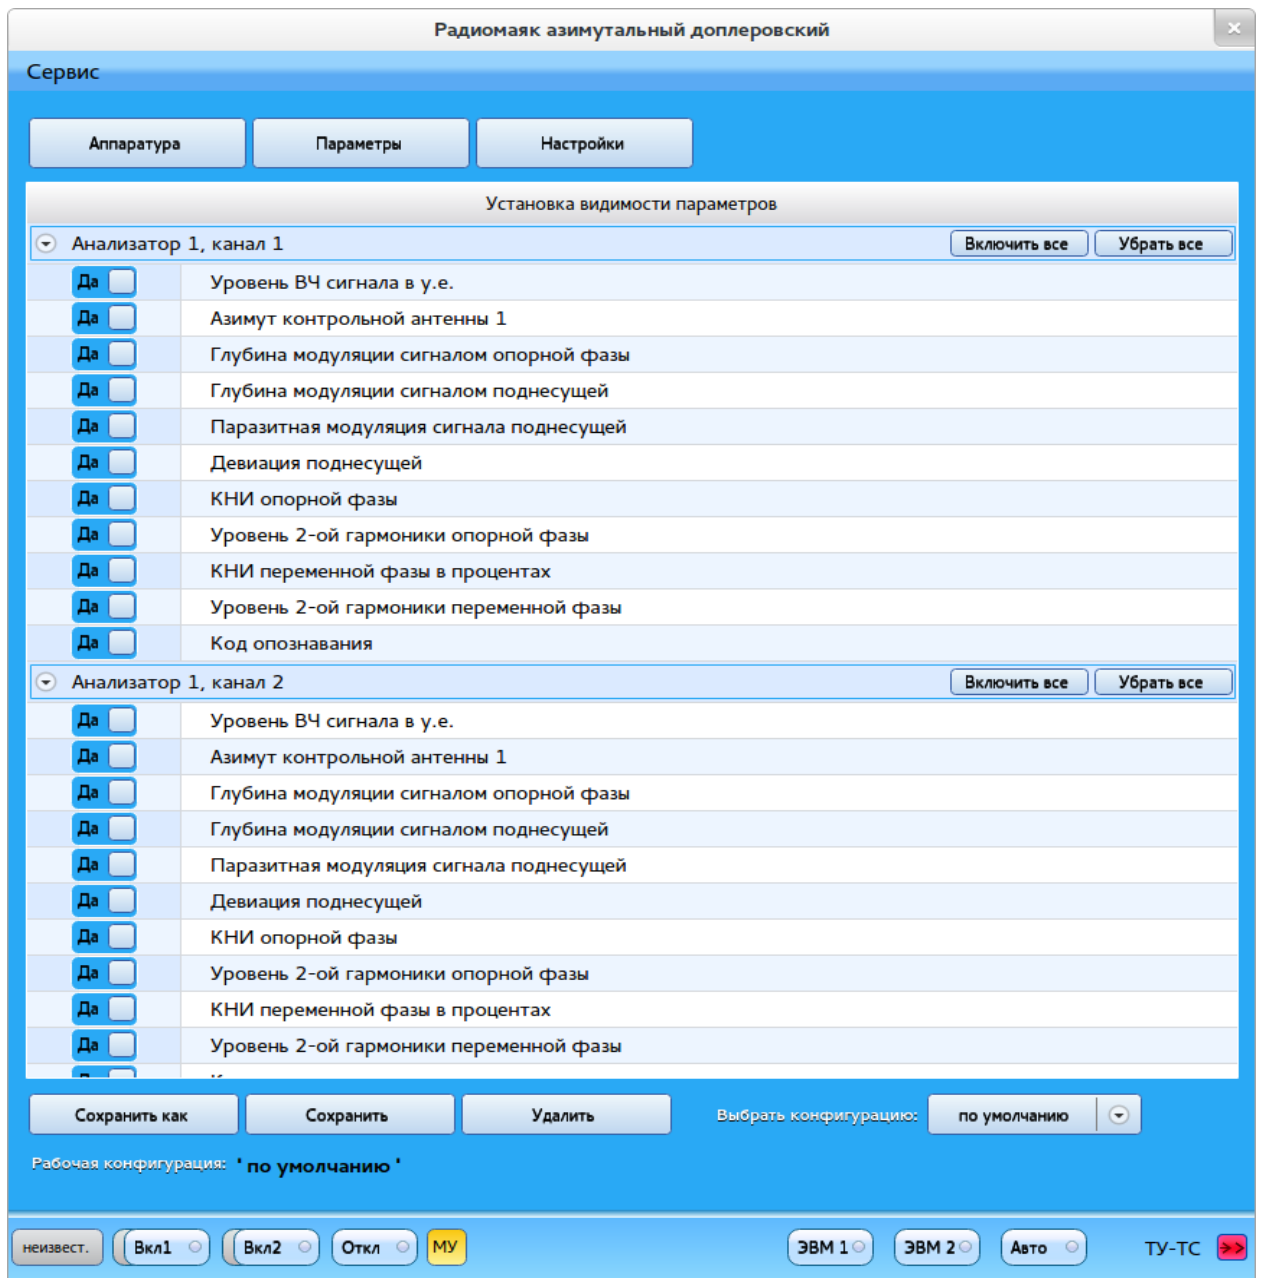 Радиомаяк азимутальный доплеровский
Сервис
Аппаратура Параметры Настройки
Установка видимости параметров
Анализатор 1, канал 1 Включить все Убрать все
Да Уровень ВЧ сигнала в у.е.
Да Азимут контрольной антенны 1
Да Глубина модуляции сигналом опорной фазы
Да Глубина модуляции сигналом поднесущей
Да Паразитная модуляция сигнала поднесущей
Да Девиация поднесущей
Да КНИ опорной фазы
Да Уровень 2-ой гармоники опорной фазы
Да КНИ переменной фазы в процентах
Да Уровень 2-ой гармоники переменной фазы
Да Код опознавания
Анализатор 1, канал 2 Включить все Убрать все
Да Уровень ВЧ сигнала в у.е.
Да Азимут контрольной антенны 1
Да Глубина модуляции сигналом опорной фазы
Да Глубина модуляции сигналом поднесущей
Да Паразитная модуляция сигнала поднесущей
Да Девиация поднесущей
Да КНИ опорной фазы
Да Уровень 2-ой гармоники опорной фазы
Да КНИ переменной фазы в процентах
Да Уровень 2-ой гармоники переменной фазы
Сохранить как Сохранить Удалить Выбрать конфигурацию: по умолчанию
Рабочая конфигурация: ' по умолчанию '
неизвест. Вкл1 Вкл2 Откл МУ ЭВМ 1 ЭВМ 2 Авто ТУ-ТС >>